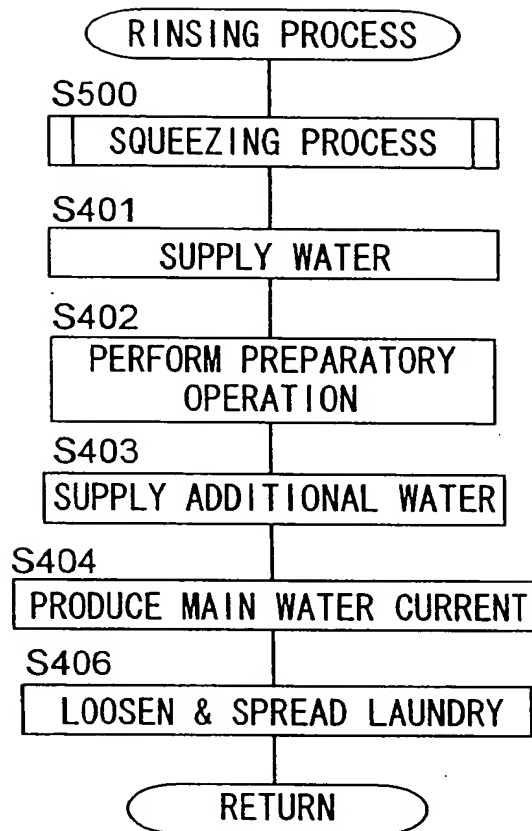 RINSING PROCESS
S500
SQUEEZING PROCESS
S401
SUPPLY WATER
S402
PERFORM PREPARATORY
OPERATION
S403
SUPPLY ADDITIONAL WATER
S404
PRODUCE MAIN WATER CURRENT
S406
LOOSEN & SPREAD LAUNDRY
RETURN